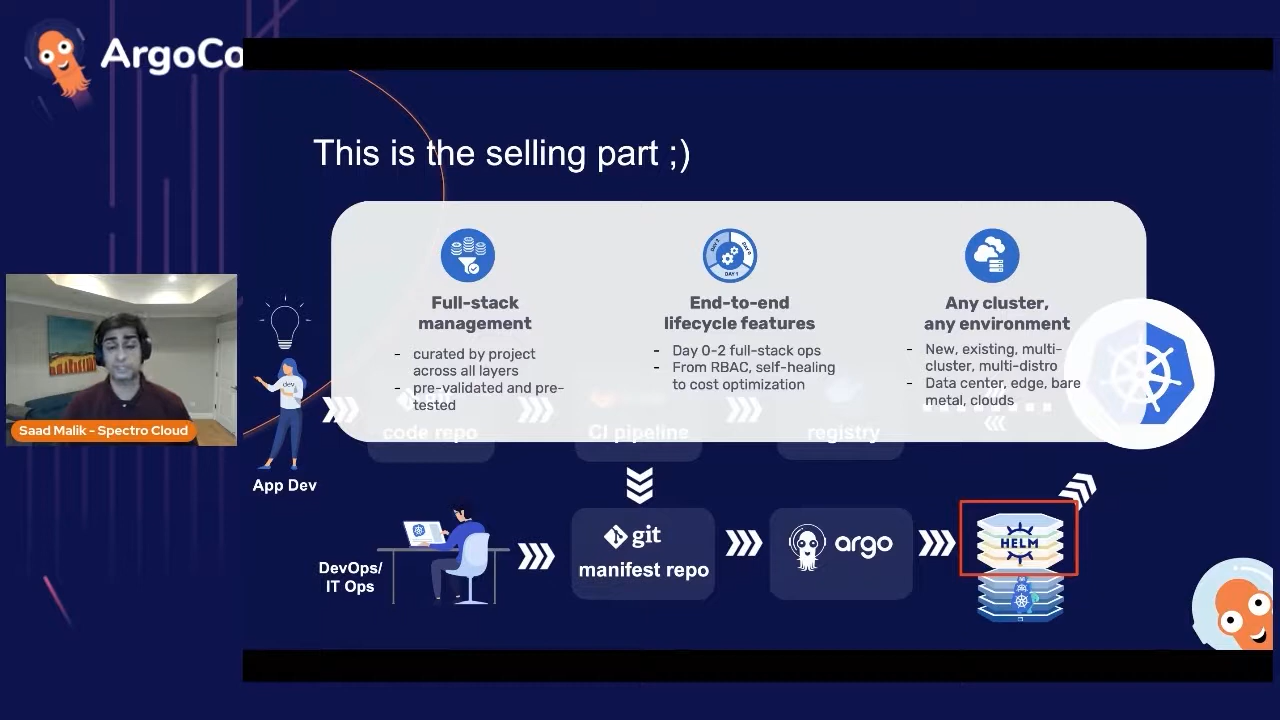 ArgoCo
This is the selling part ;)
Full-stack
management
- curated by project
across all layers
- pre-validated and pre-
tested
End-to-end
lifecycle features
- Day 0-2 full-stack ops
- From RBAC, self-healing
to cost optimization
Any cluster,
any environment
- New, existing, multi-
cluster, multi-distro
- Data center, edge, bare
metal, clouds
DAY 1
dev
code repo
CI pipeline
registry
Saad Malik - Spectro Cloud
App Dev
DevOps/
IT Ops
git
manifest repo
argo
HELM